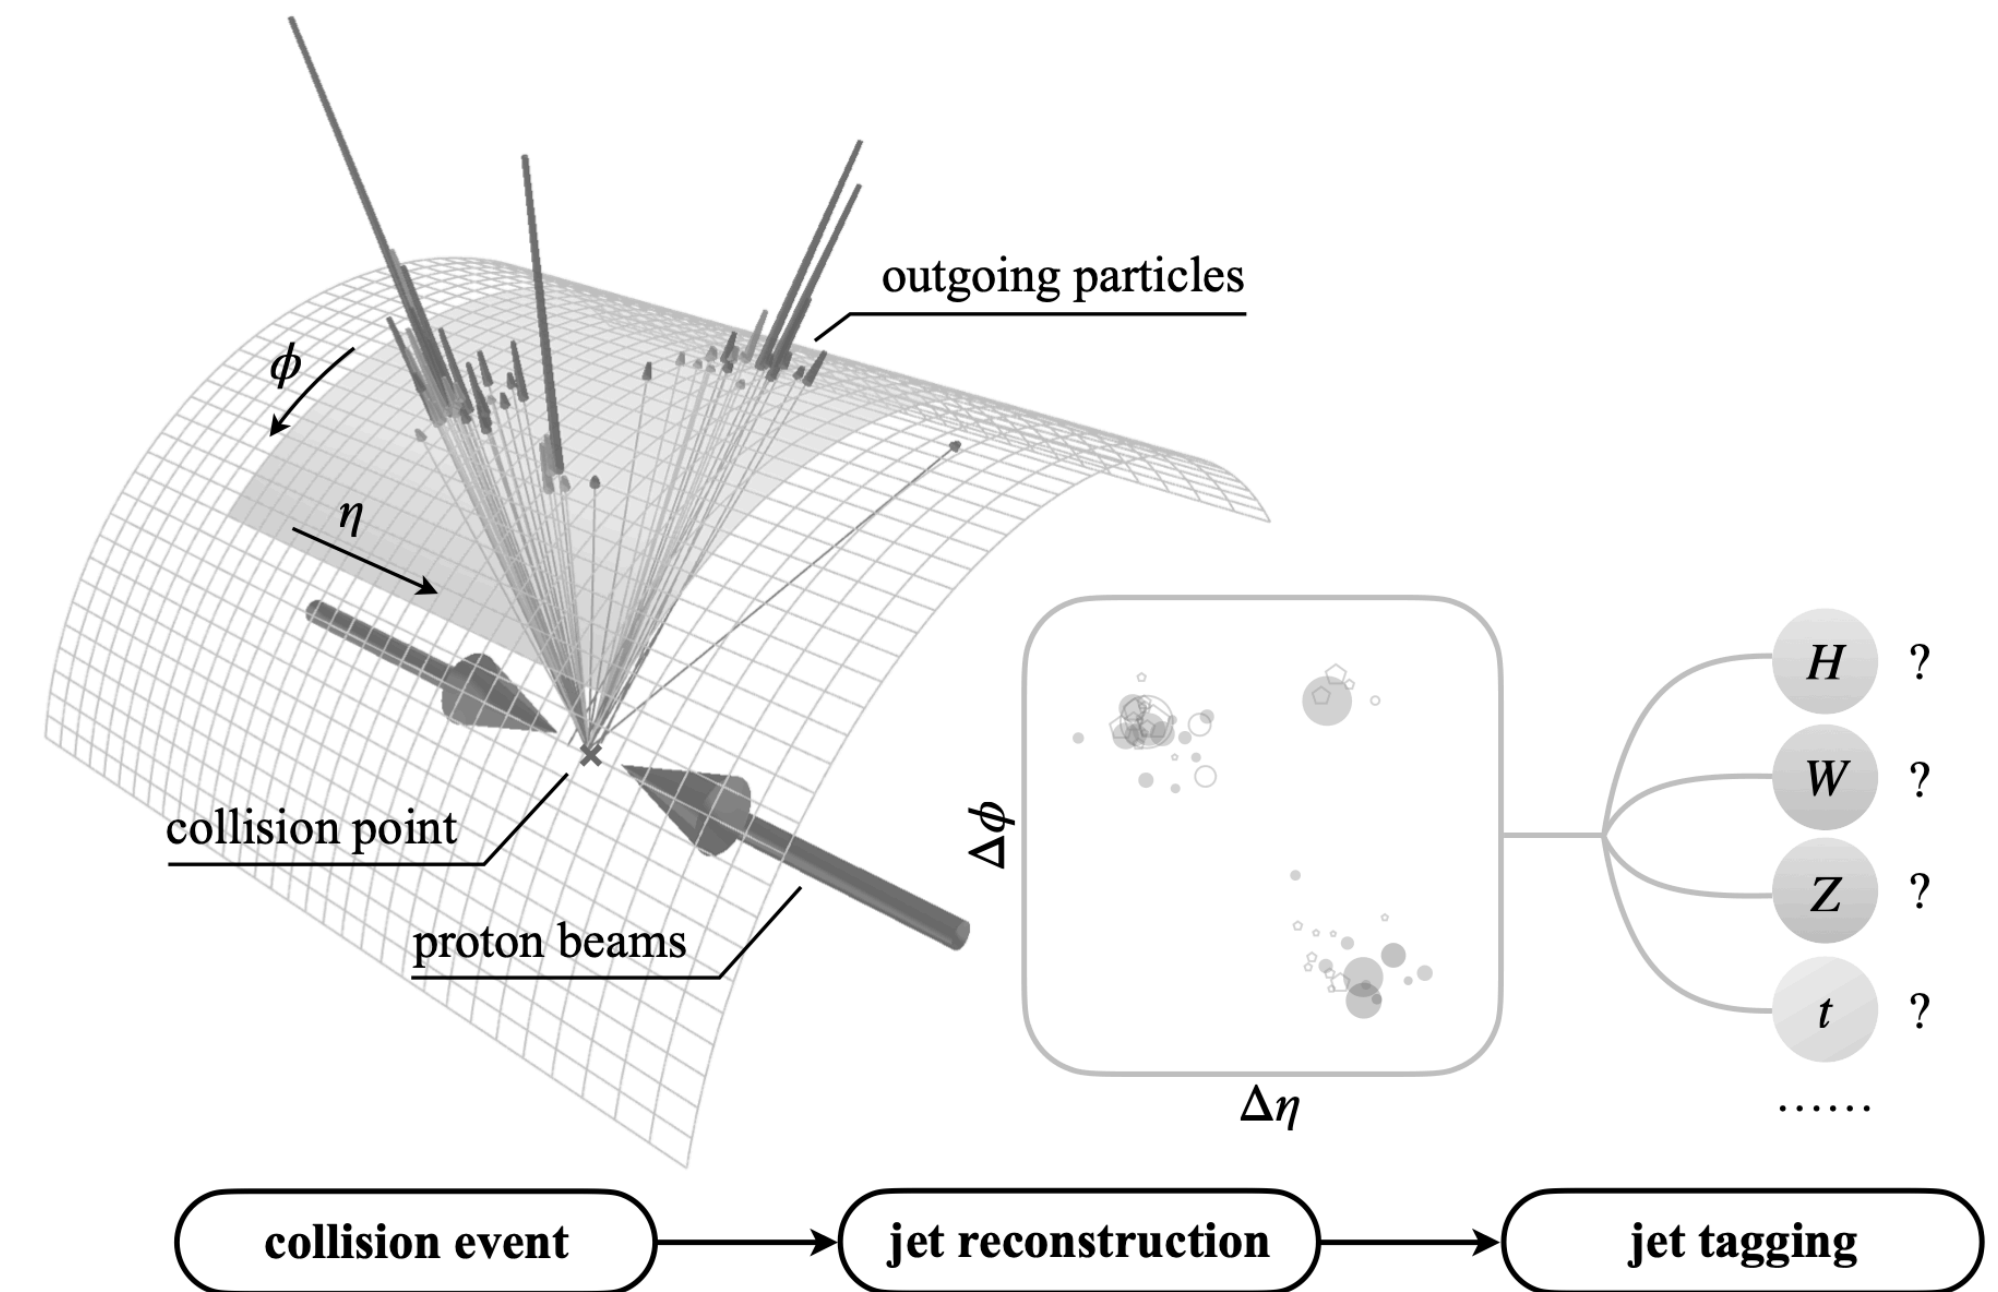 outgoing particles
ϕ
η
collision point
proton beams
Δϕ
Δη
H ?
W ?
Z ?
t ?
......
collision event
jet reconstruction
jet tagging